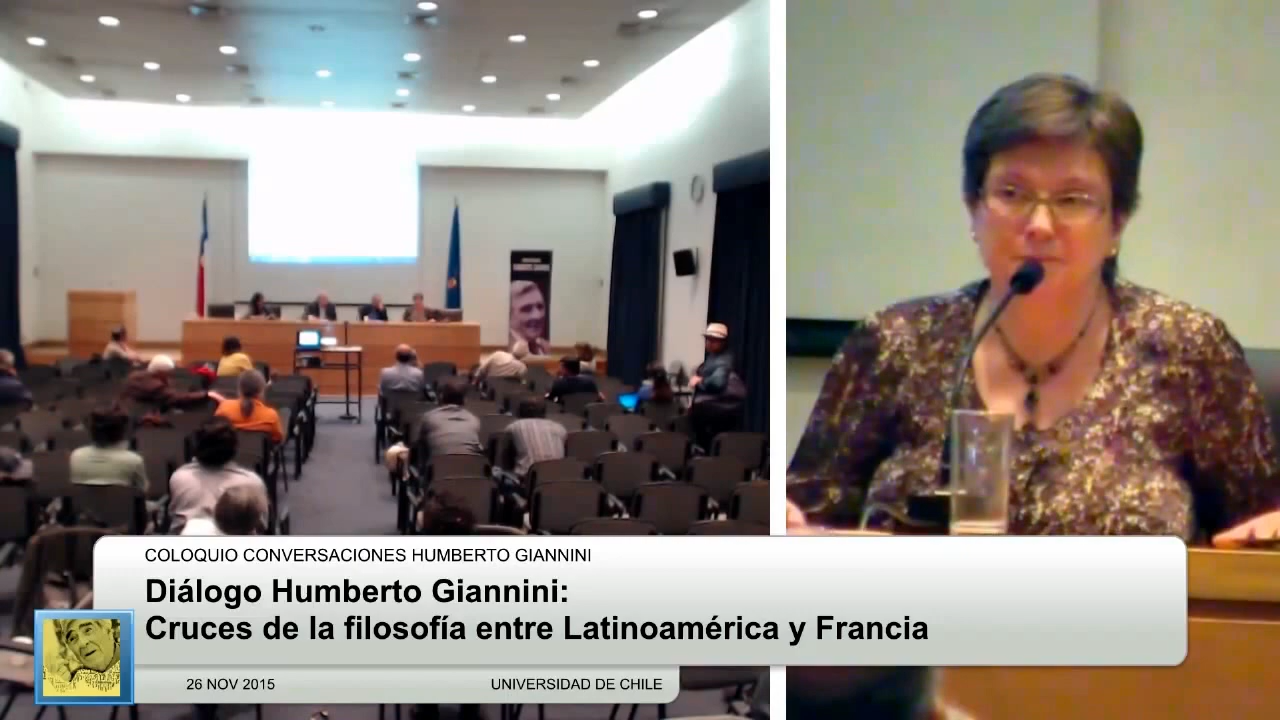 COLOQUIO CONVERSACIONES HUMBERTO GIANNINI
Diálogo Humberto Giannini:
Cruces de la filosofía entre Latinoamérica y Francia
26 NOV 2015
UNIVERSIDAD DE CHILE